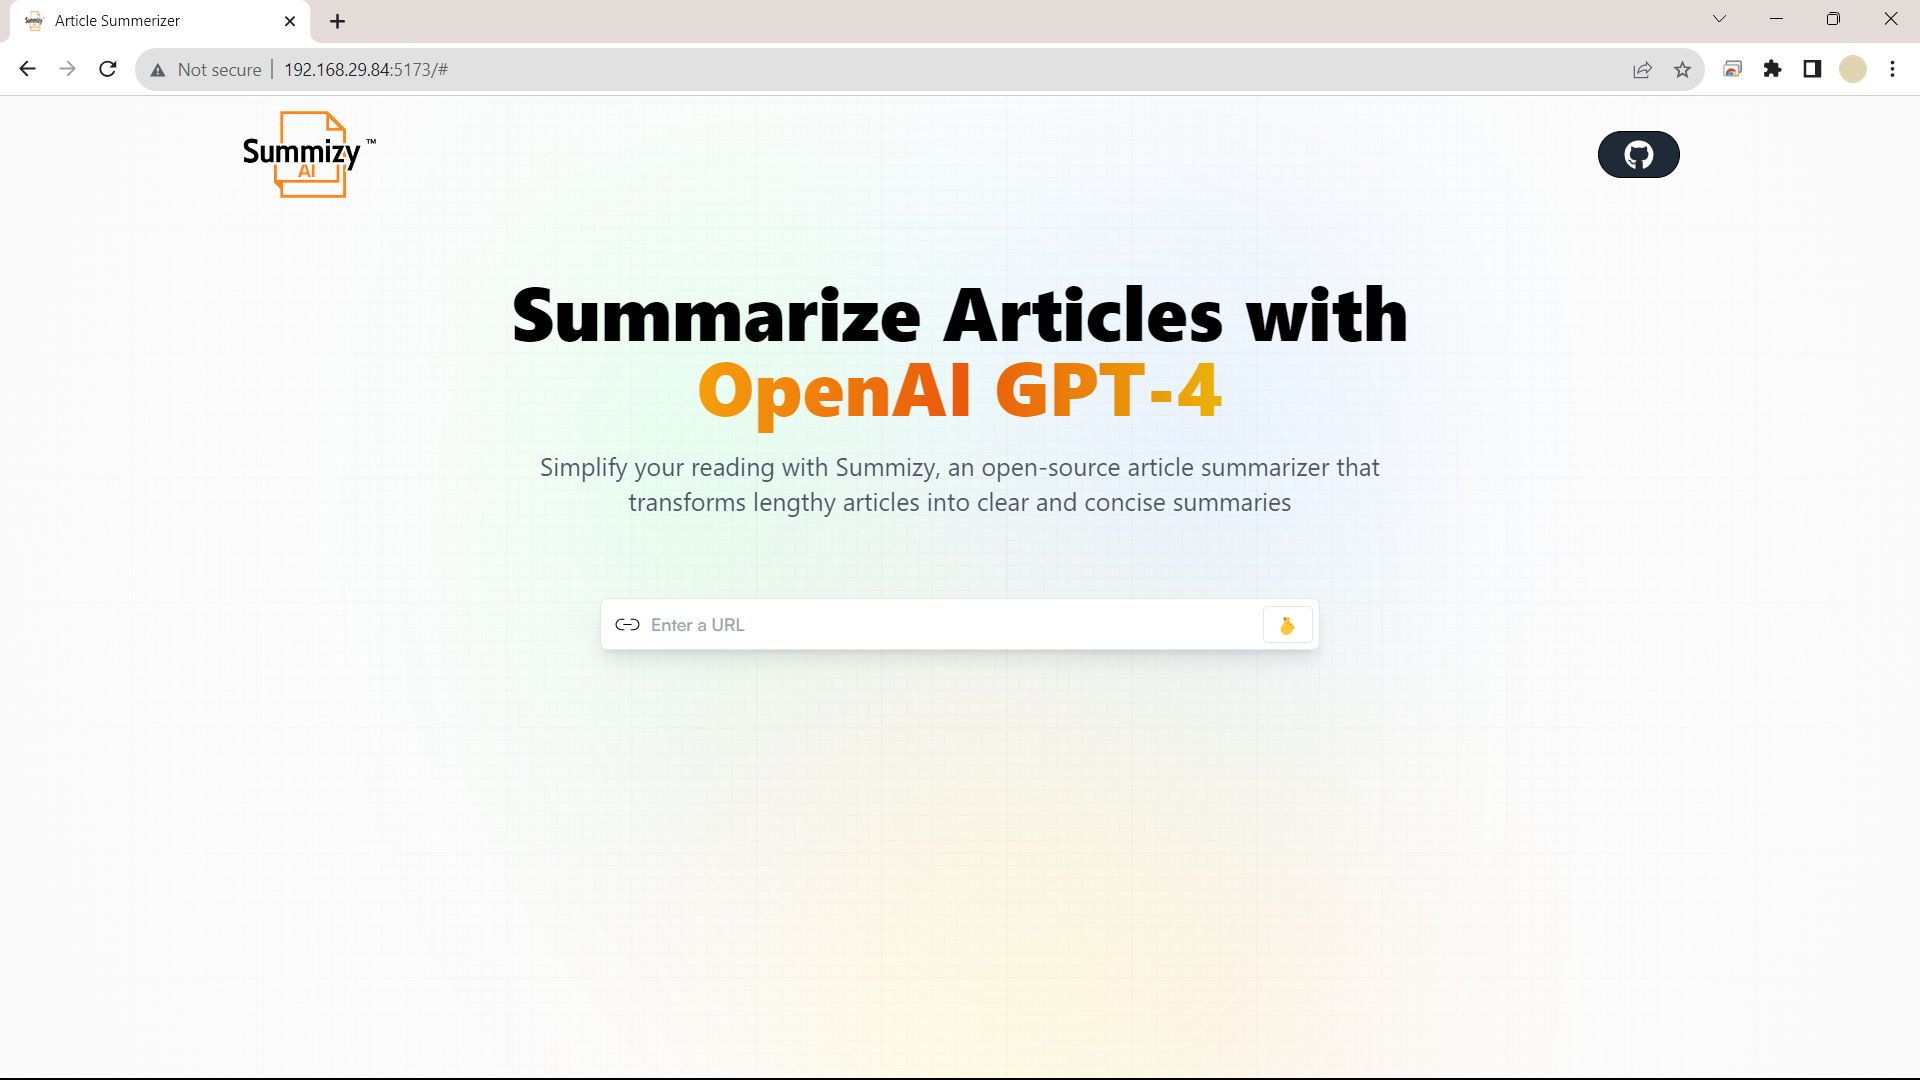 Article Summerizer
Not secure
192.168.29.84:5173/#
Summizy ™
AI
Summarize Articles with
OpenAI GPT-4
Simplify your reading with Summizy, an open-source article summarizer that
transforms lengthy articles into clear and concise summaries
Enter a URL